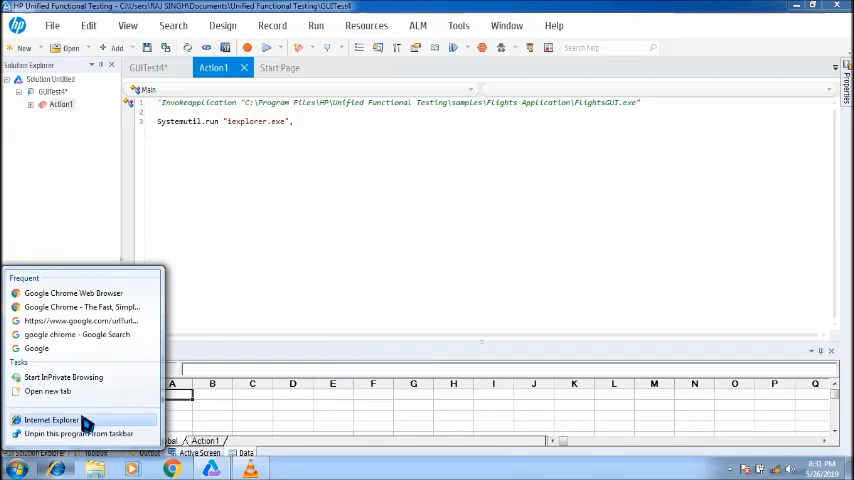 HP Unified Functional Testing - C:\Users\RAJ SINGH\Documents\Unified Functional Testing\GUITest4
File Edit View Search Design Record Run Resources ALM Tools Window Help
New Open Add Search help
Solution Explorer
GUITest4* Action1 Start Page
Properties
Solution Untitled
GUITest4*
Action1
Main
1 'Invokeapplication "C:\Program Files\HP\Unified Functional Testing\samples\Flights Application\FlightsGUI.exe"
2
3 Systemutil.run "iexplorer.exe",
Frequent
Google Chrome Web Browser
Google Chrome - The Fast, Simpl...
https://www.google.com/url?url...
google chrome - Google Search
Google
Tasks
Start InPrivate Browsing
Open new tab
Internet Explorer
Unpin this program from taskbar
A B C D E F G H I J K L M N O P Q
Action1
Solution Explorer Toolbox Output Active Screen Data
8:31 PM
5/26/2019